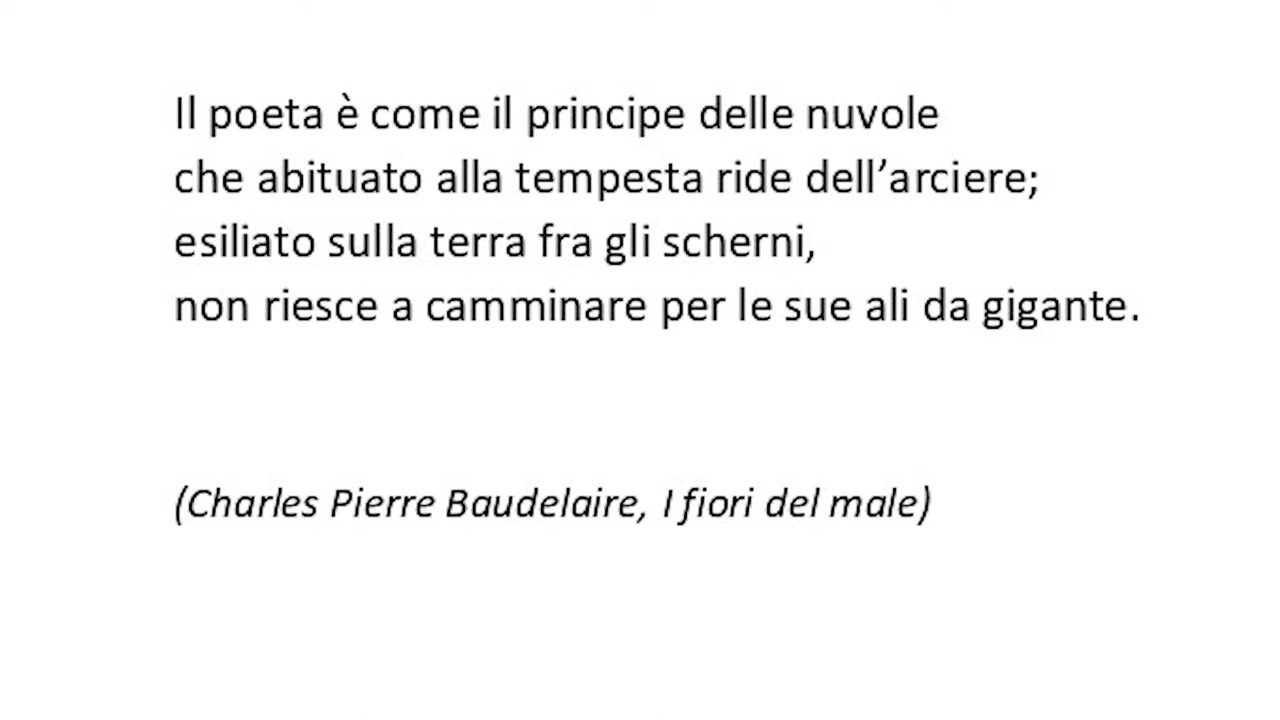 Il poeta è come il principe delle nuvole
che abituato alla tempesta ride dell’arciere;
esiliato sulla terra fra gli scherni,
non riesce a camminare per le sue ali da gigante.
(Charles Pierre Baudelaire, I fiori del male)